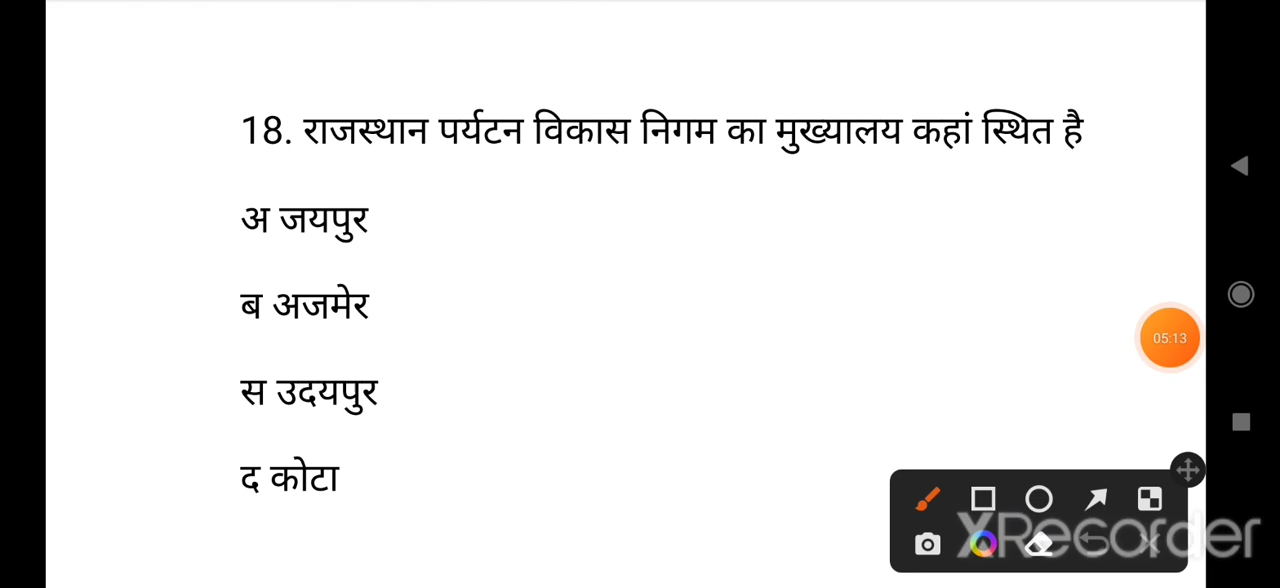 18. राजस्थान पर्यटन विकास निगम का मुख्यालय कहां स्थित है
अ जयपुर
ब अजमेर
स उदयपुर
द कोटा
05:13
XRecorder